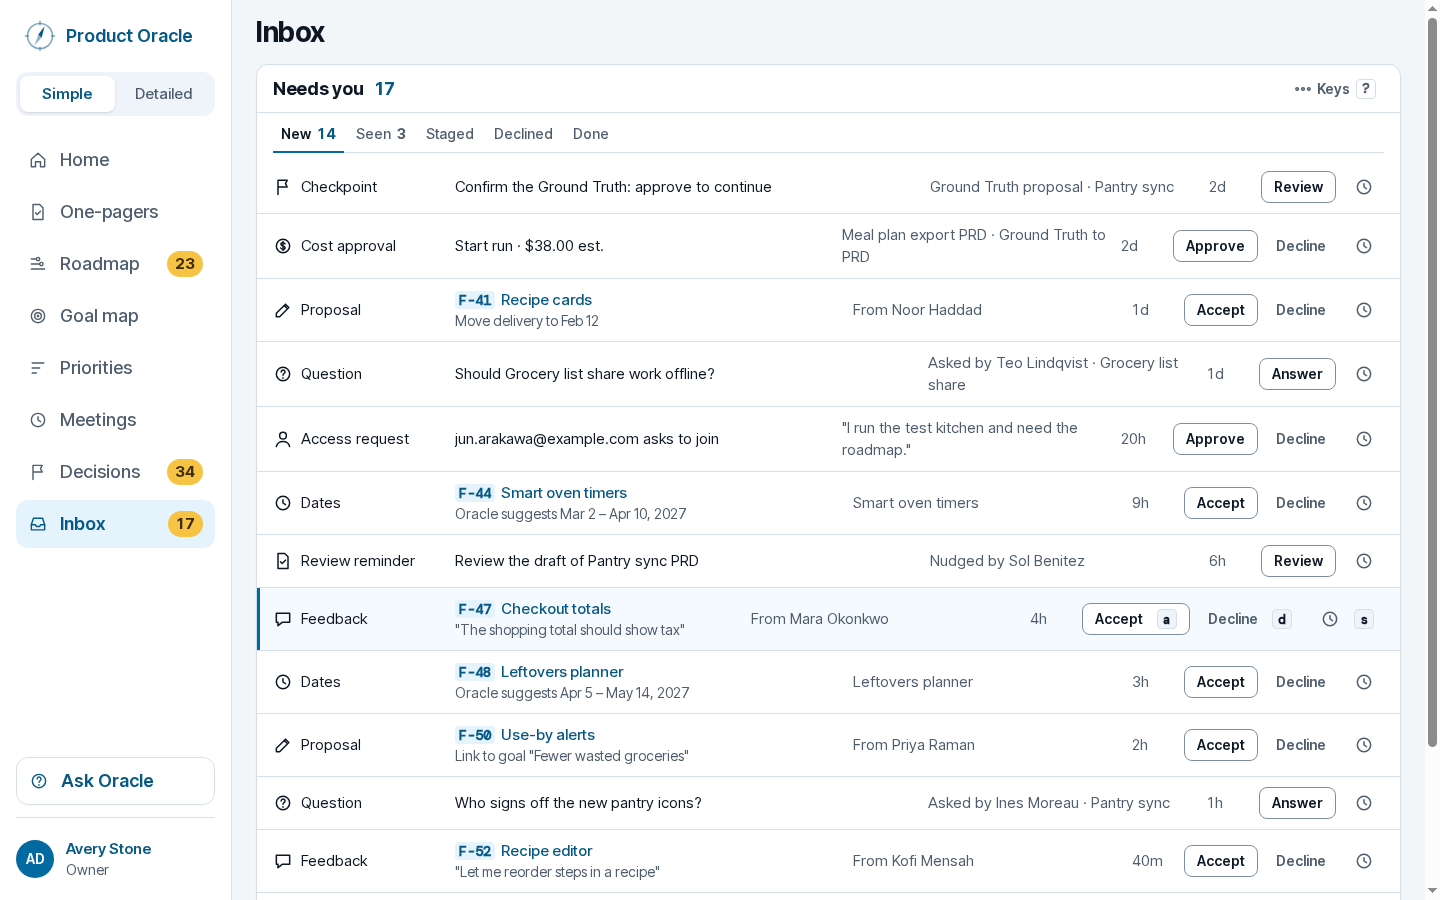 Product Oracle
Simple Detailed
Home
One-pagers
Roadmap 23
Goal map
Priorities
Meetings
Decisions 34
Inbox 17
Ask Oracle
AD
Avery Stone
Owner
Inbox
Needs you 17
••• Keys ?
New 14 Seen 3 Staged Declined Done
Checkpoint Confirm the Ground Truth: approve to continue Ground Truth proposal · Pantry sync 2d Review
Cost approval Start run · $38.00 est. Meal plan export PRD · Ground Truth to
PRD
2d Approve Decline
Proposal F-41 Recipe cards
Move delivery to Feb 12
From Noor Haddad 1d Accept Decline
Question Should Grocery list share work offline? Asked by Teo Lindqvist · Grocery list
share
1d Answer
Access request jun.arakawa@example.com asks to join "I run the test kitchen and need the
roadmap."
20h Approve Decline
Dates F-44 Smart oven timers
Oracle suggests Mar 2 – Apr 10, 2027
Smart oven timers 9h Accept Decline
Review reminder Review the draft of Pantry sync PRD Nudged by Sol Benitez 6h Review
Feedback F-47 Checkout totals
"The shopping total should show tax"
From Mara Okonkwo 4h Accept a Decline d s
Dates F-48 Leftovers planner
Oracle suggests Apr 5 – May 14, 2027
Leftovers planner 3h Accept Decline
Proposal F-50 Use-by alerts
Link to goal "Fewer wasted groceries"
From Priya Raman 2h Accept Decline
Question Who signs off the new pantry icons? Asked by Ines Moreau · Pantry sync 1h Answer
Feedback F-52 Recipe editor
"Let me reorder steps in a recipe"
From Kofi Mensah 40m Accept Decline